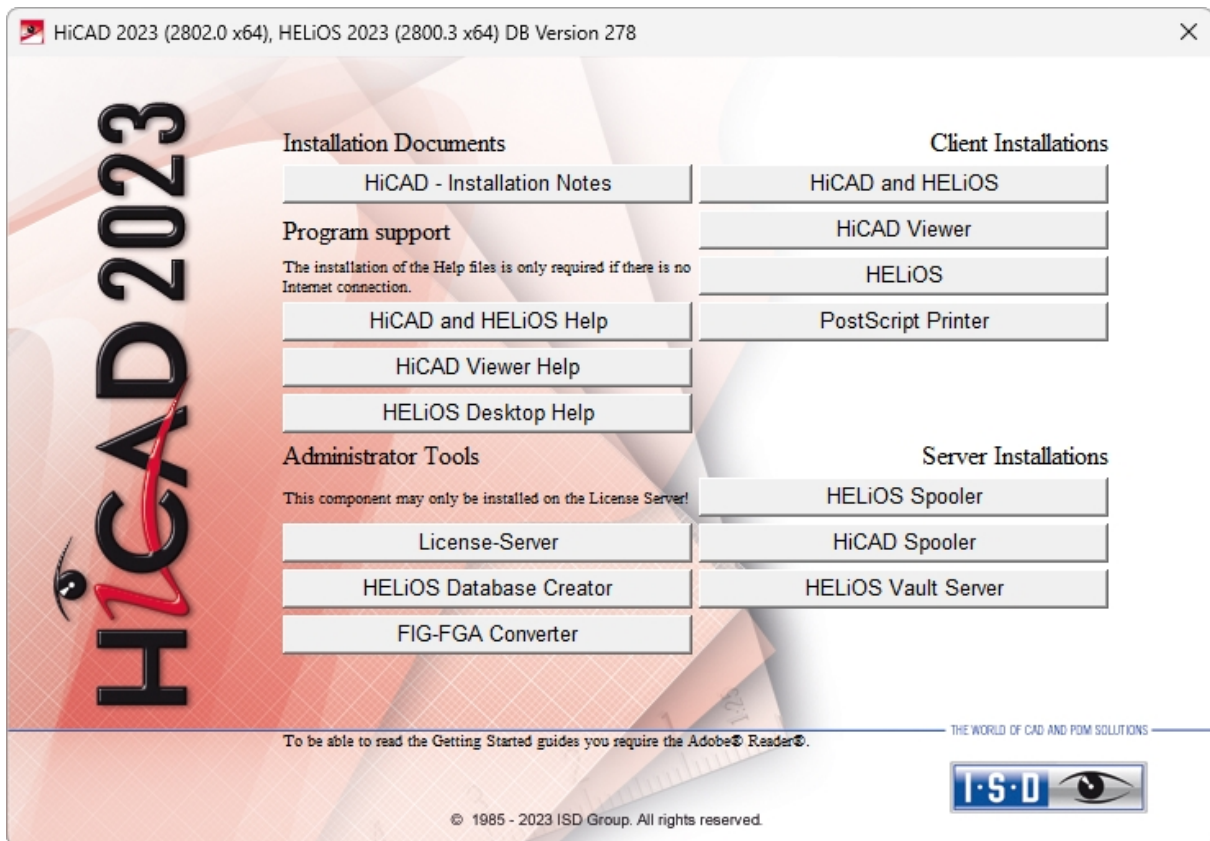 HiCAD 2023 (2802.0 x64), HELiOS 2023 (2800.3 x64) DB Version 278
HiCAD 2023
Installation Documents
HiCAD - Installation Notes
Program support
The installation of the Help files is only required if there is no
Internet connection.
HiCAD and HELiOS Help
HiCAD Viewer Help
HELiOS Desktop Help
Administrator Tools
This component may only be installed on the License Server!
License-Server
HELiOS Database Creator
FIG-FGA Converter
Client Installations
HiCAD and HELiOS
HiCAD Viewer
HELiOS
PostScript Printer
Server Installations
HELiOS Spooler
HiCAD Spooler
HELiOS Vault Server
1:25
To be able to read the Getting Started guides you require the Adobe® Reader®.
THE WORLD OF CAD AND PDM SOLUTIONS
I·S·D
© 1985 - 2023 ISD Group. All rights reserved.